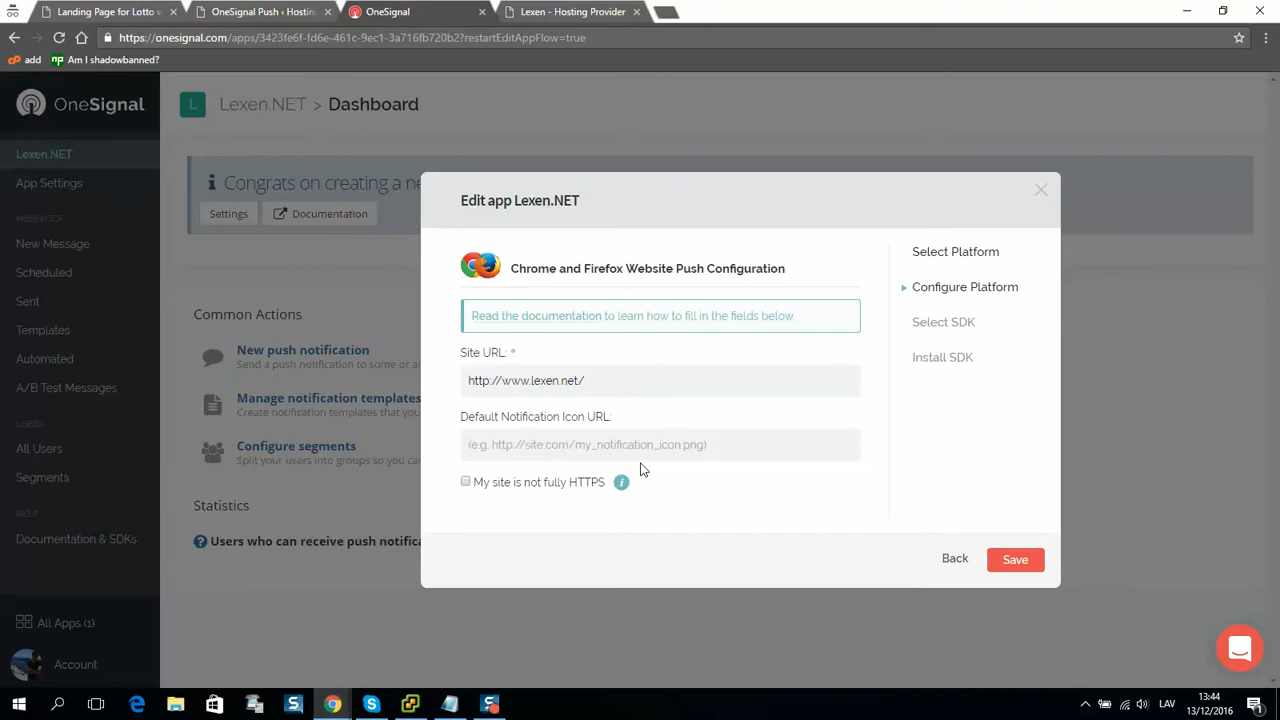 Landing Page for Lotto w
OneSignal Push ‹ Hostin
OneSignal
Lexen - Hosting Provider
https://onesignal.com/apps/3423fe6f-fd6e-461c-9ec1-3a716fb720b2?restartEditAppFlow=true
add
Am I shadowbanned?
OneSignal
L
Lexen.NET > Dashboard
Lexen.NET
App Settings
MESSAGES
New Message
Scheduled
Sent
Templates
Automated
A/B Test Messages
USERS
All Users
Segments
BUILD
Documentation & SDKs
All Apps (1)
Account
Congrats on creating a ne
Settings
Documentation
Common Actions
New push notification
Send a push notification to some or al
Manage notification templates
Create notification templates that you
Configure segments
Split your users into groups so you can
Statistics
Users who can receive push notifica
Edit app Lexen.NET
Chrome and Firefox Website Push Configuration
Read the documentation to learn how to fill in the fields below.
Site URL: *
http://www.lexen.net/
Default Notification Icon URL:
(e.g. http://site.com/my_notification_icon.png)
My site is not fully HTTPS
Select Platform
Configure Platform
Select SDK
Install SDK
Back
Save
LAV
13:44
13/12/2016